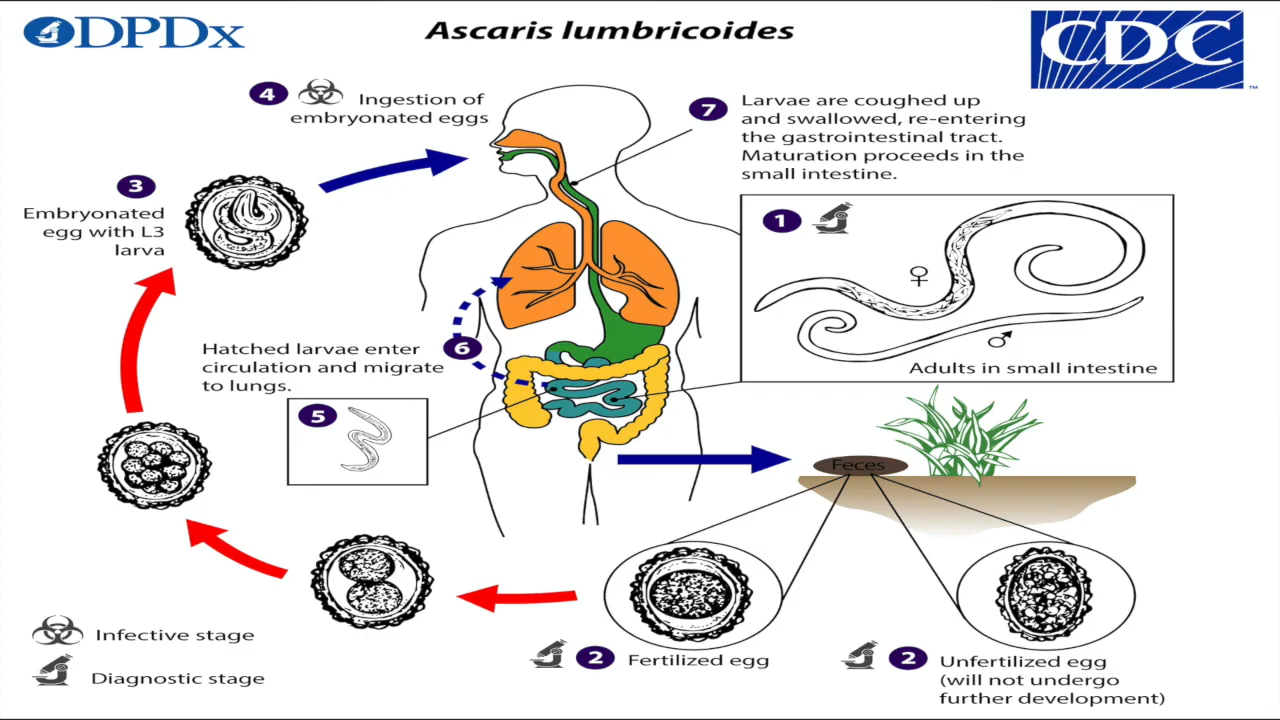 DPDx
Ascaris lumbricoides
CDC
TM
4
Ingestion of
embryonated eggs
7
Larvae are coughed up
and swallowed, re-entering
the gastrointestinal tract.
Maturation proceeds in the
small intestine.
3
Embryonated
egg with L3
larva
1
♀
♂
Adults in small intestine
6
Hatched larvae enter
circulation and migrate
to lungs.
5
Feces
2
Fertilized egg
2
Unfertilized egg
(will not undergo
further development)
Infective stage
Diagnostic stage